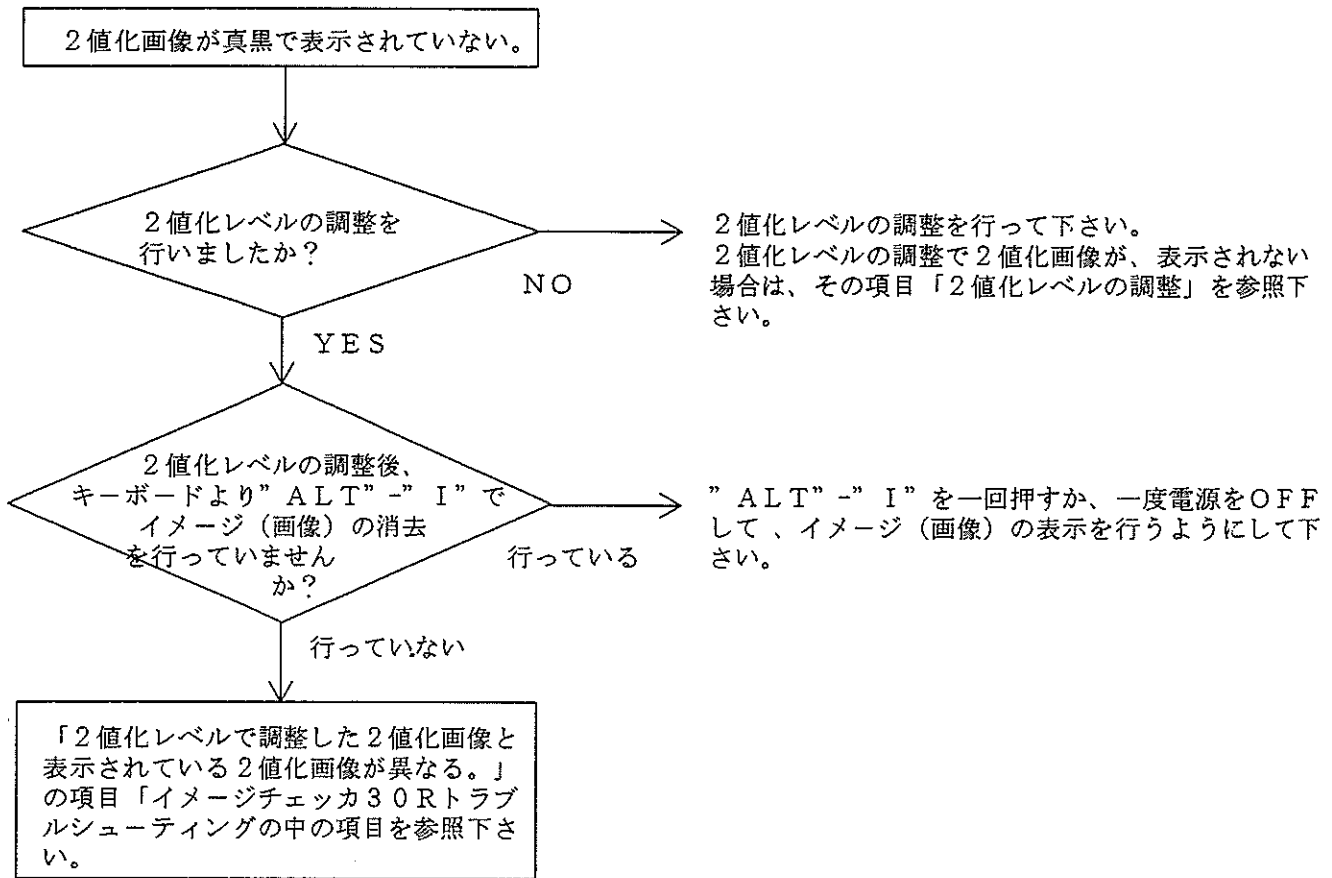 ２値化画像が真黒で表示されていない。
２値化レベルの調整を
行いましたか？
NO
２値化レベルの調整を行って下さい。
２値化レベルの調整で２値化画像が、表示されない
場合は、その項目「２値化レベルの調整」を参照下
さい。
YES
２値化レベルの調整後、
キーボードより”ＡＬＴ”-”Ｉ”で
イメージ（画像）の消去
を行っていません
か？
行っている
”ＡＬＴ”-”Ｉ”を一回押すか、一度電源をＯＦＦ
して、イメージ（画像）の表示を行うようにして下
さい。
行っていない
「２値化レベルで調整した２値化画像と
表示されている２値化画像が異なる。」
の項目「イメージチェッカ３０Ｒトラブ
ルシューティングの中の項目を参照下さ
い。